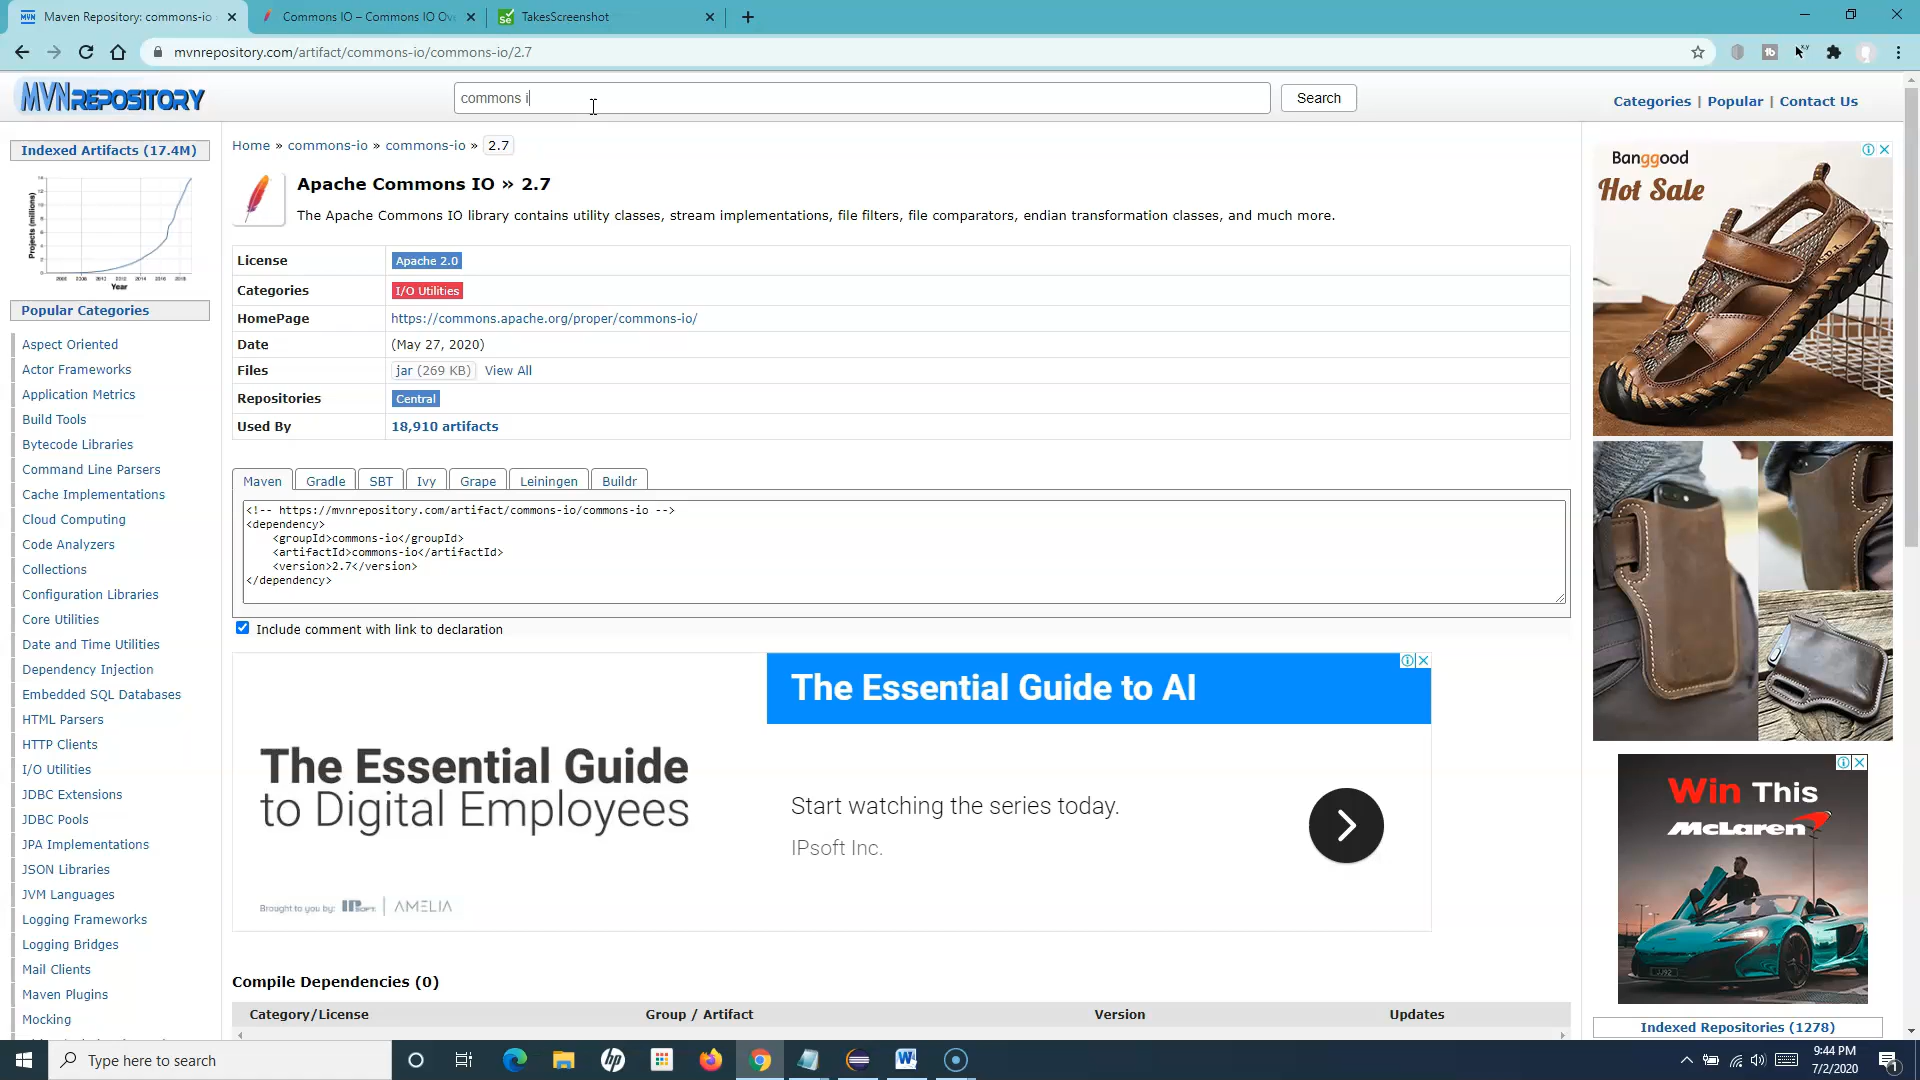 Maven Repository: commons-io
Commons IO – Commons IO Ov
TakesScreenshot
mvnrepository.com/artifact/commons-io/commons-io/2.7
MVNREPOSITORY
commons i
Search
Categories | Popular | Contact Us
Indexed Artifacts (17.4M)
Projects (millions)
Year
Popular Categories
Aspect Oriented
Actor Frameworks
Application Metrics
Build Tools
Bytecode Libraries
Command Line Parsers
Cache Implementations
Cloud Computing
Code Analyzers
Collections
Configuration Libraries
Core Utilities
Date and Time Utilities
Dependency Injection
Embedded SQL Databases
HTML Parsers
HTTP Clients
I/O Utilities
JDBC Extensions
JDBC Pools
JPA Implementations
JSON Libraries
JVM Languages
Logging Frameworks
Logging Bridges
Mail Clients
Maven Plugins
Mocking
Home » commons-io » commons-io » 2.7
Apache Commons IO » 2.7
The Apache Commons IO library contains utility classes, stream implementations, file filters, file comparators, endian transformation classes, and much more.
License Apache 2.0
Categories I/O Utilities
HomePage https://commons.apache.org/proper/commons-io/
Date (May 27, 2020)
Files jar (269 KB) View All
Repositories Central
Used By 18,910 artifacts
Maven Gradle SBT Ivy Grape Leiningen Buildr
<!-- https://mvnrepository.com/artifact/commons-io/commons-io -->
<dependency>
<groupId>commons-io</groupId>
<artifactId>commons-io</artifactId>
<version>2.7</version>
</dependency>
Include comment with link to declaration
The Essential Guide
to Digital Employees
Brought to you by: IPsoft | AMELIA
The Essential Guide to AI
Start watching the series today.
IPsoft Inc.
Compile Dependencies (0)
Category/License Group / Artifact Version Updates
Banggood
Hot Sale
Win This
McLaren
Indexed Repositories (1278)
Type here to search
9:44 PM
7/2/2020